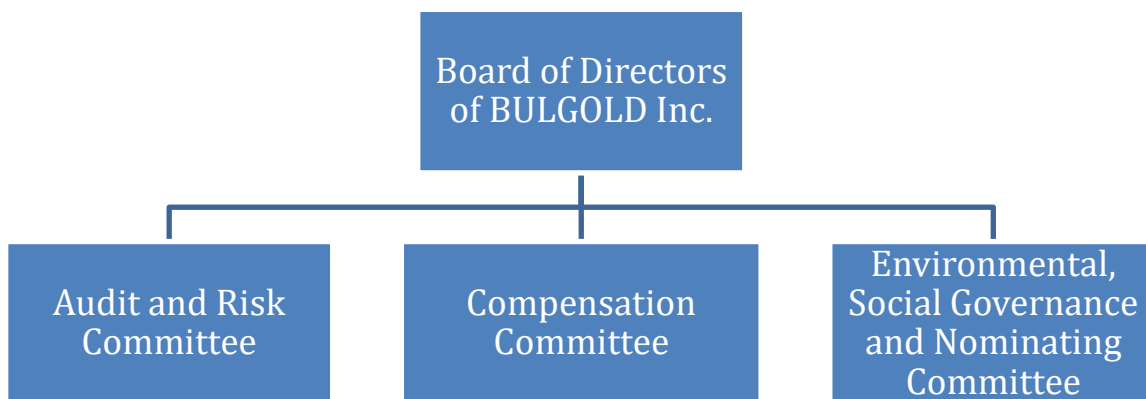 Board of Directors
of BULGOLD Inc.
Audit and Risk
Committee
Compensation
Committee
Environmental,
Social Governance
and Nominating
Committee